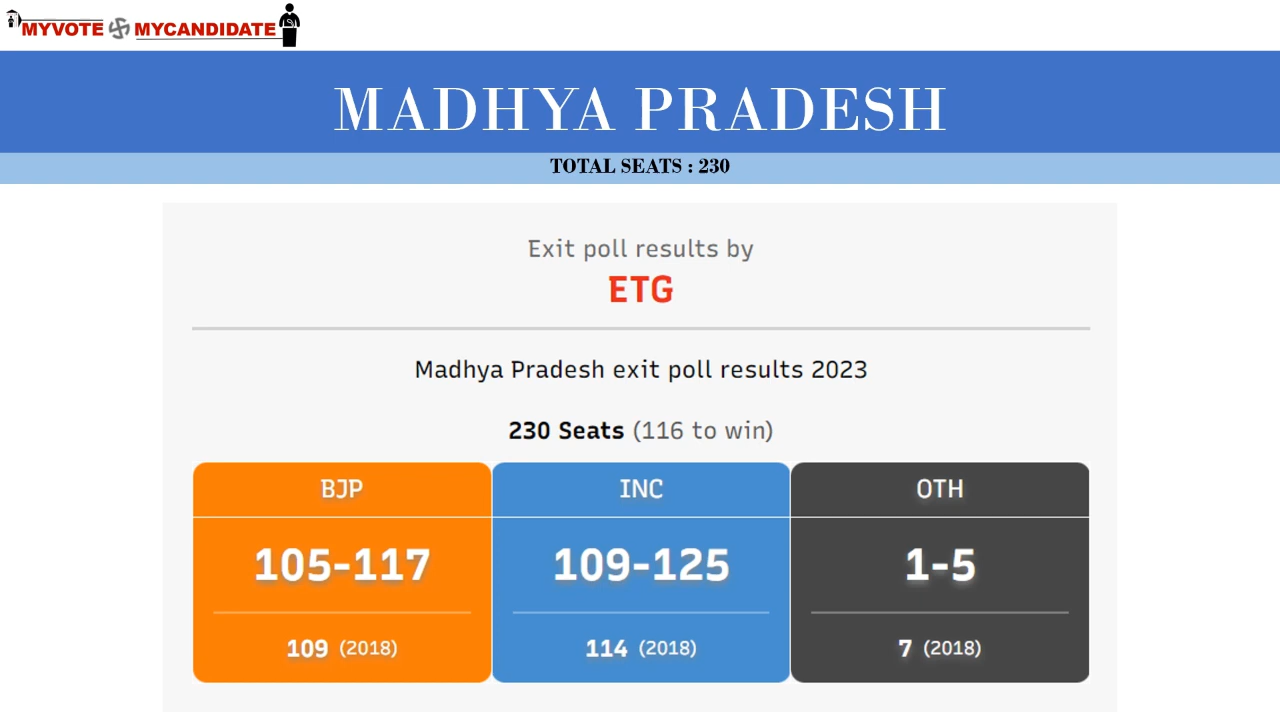 MYVOTE MYCANDIDATE
MADHYA PRADESH
TOTAL SEATS : 230
Exit poll results by
ETG
Madhya Pradesh exit poll results 2023
230 Seats (116 to win)
BJP INC OTH
105-117 109-125 1-5
109 (2018) 114 (2018) 7 (2018)